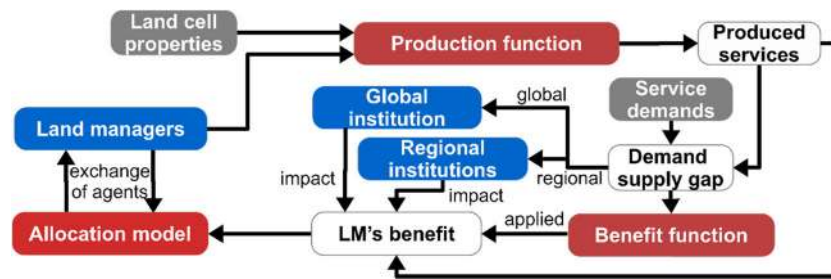 Land cell
properties
Production function
Produced
services
Global
institution
global
Service
demands
Land managers
Regional
institutions
regional
Demand
supply gap
exchange
of agents
impact
impact
Allocation model
LM's benefit
applied
Benefit function